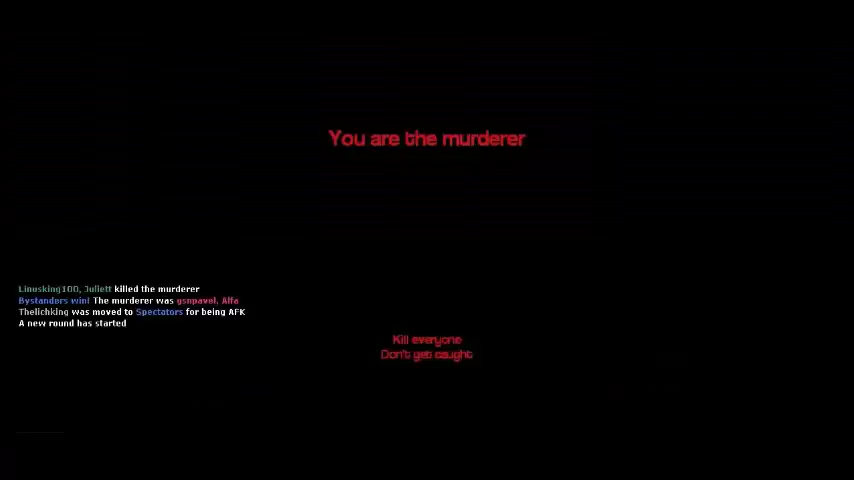 You are the murderer
Linusking100, Juliett killed the murderer
Bystanders win! The murderer was gsnpavel, Alfa
Thelichking was moved to Spectators for being AFK
A new round has started
Kill everyone
Don't get caught